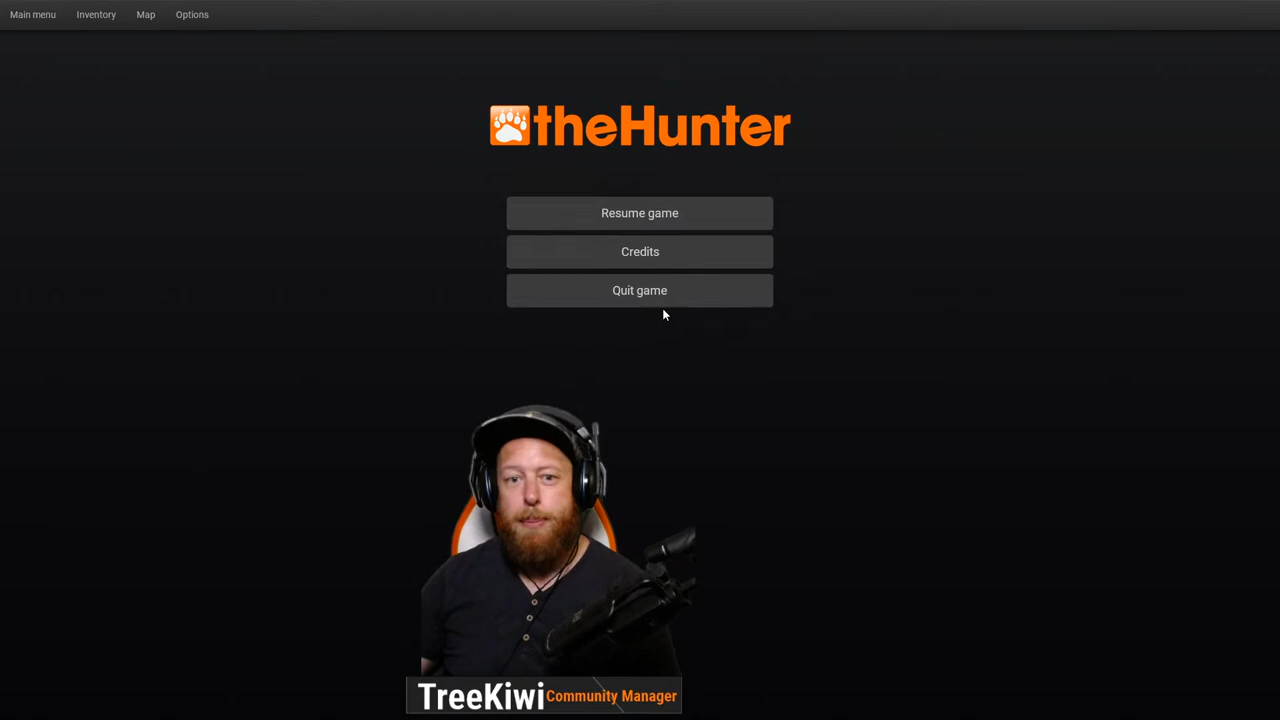 Main menu Inventory Map Options
theHunter
Resume game
Credits
Quit game
TreeKiwi Community Manager